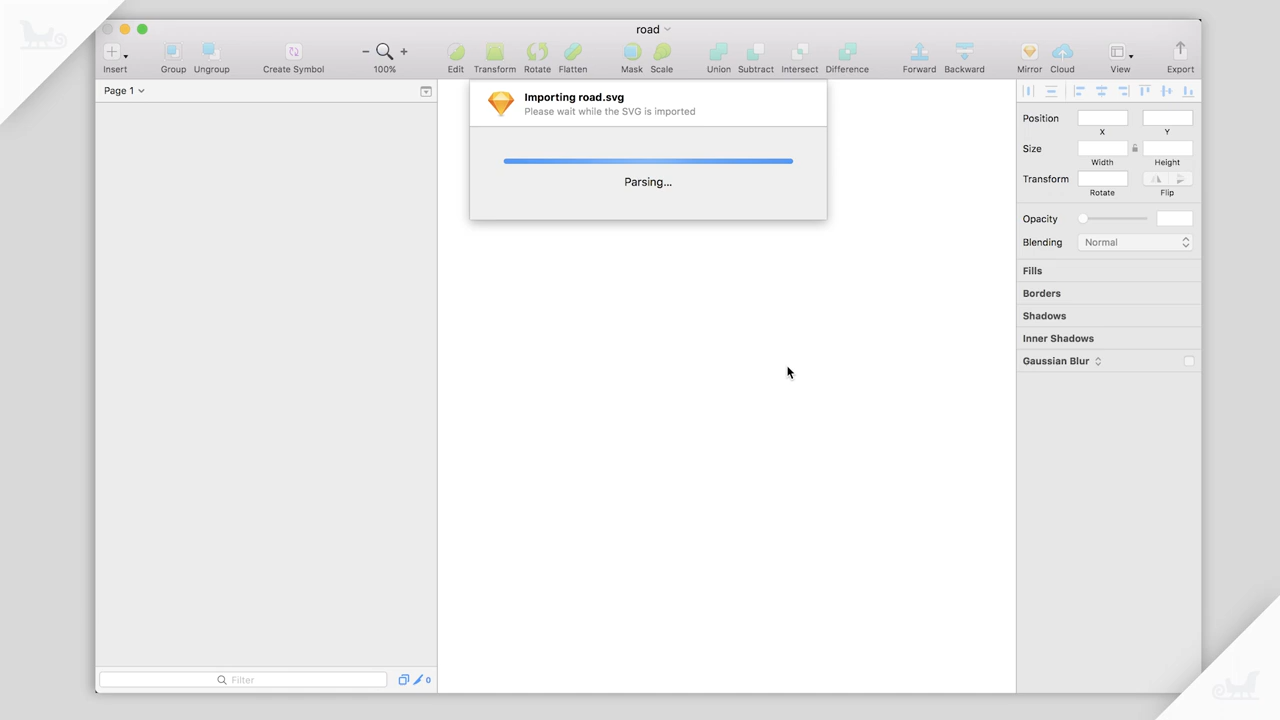 road
Insert
Group
Ungroup
Create Symbol
100%
Edit
Transform
Rotate
Flatten
Mask
Scale
Union
Subtract
Intersect
Difference
Forward
Backward
Mirror
Cloud
View
Export
Page 1
Importing road.svg
Please wait while the SVG is imported
Parsing...
Position
X
Y
Size
Width
Height
Transform
Rotate
Flip
Opacity
Blending
Normal
Fills
Borders
Shadows
Inner Shadows
Gaussian Blur
Filter
0